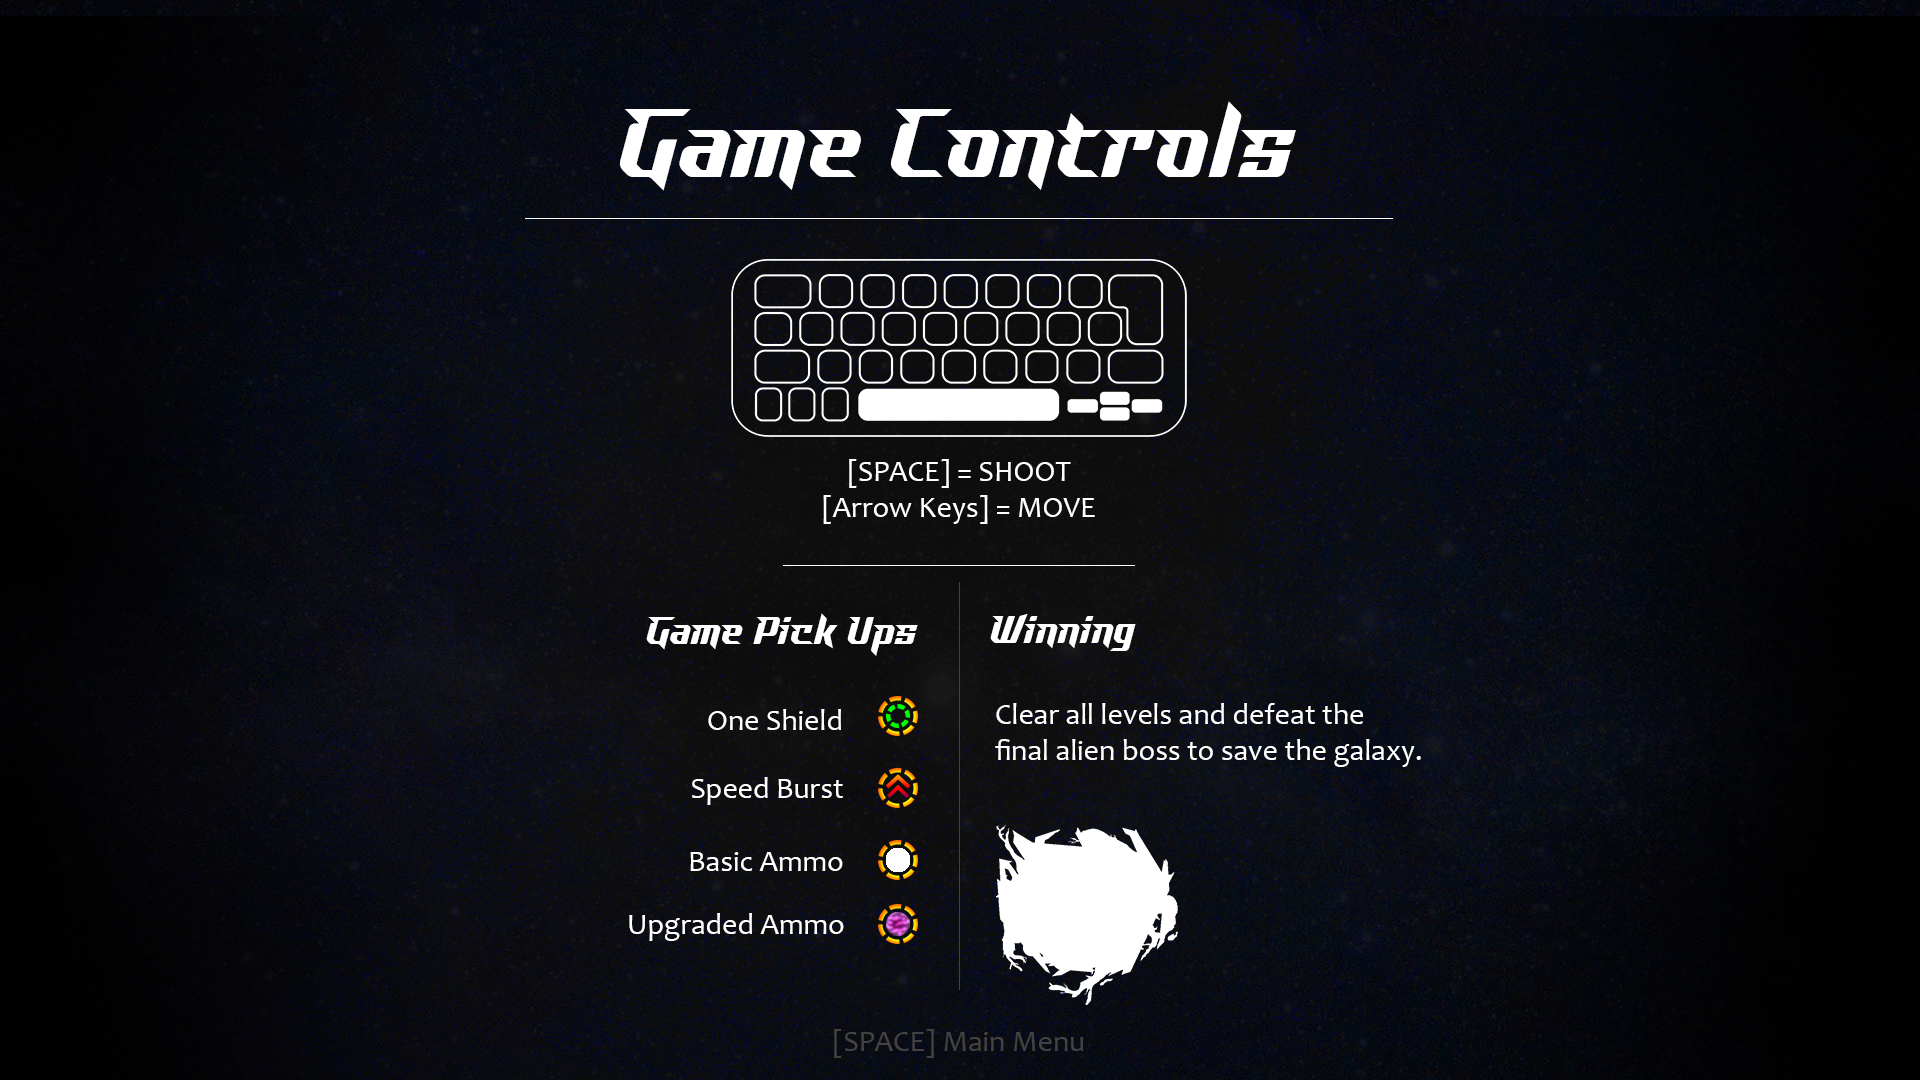 Game Controls
[SPACE] = SHOOT
[Arrow Keys] = MOVE
Game Pick Ups
One Shield
Speed Burst
Basic Ammo
Upgraded Ammo
Winning
Clear all levels and defeat the
final alien boss to save the galaxy.
[SPACE] Main Menu